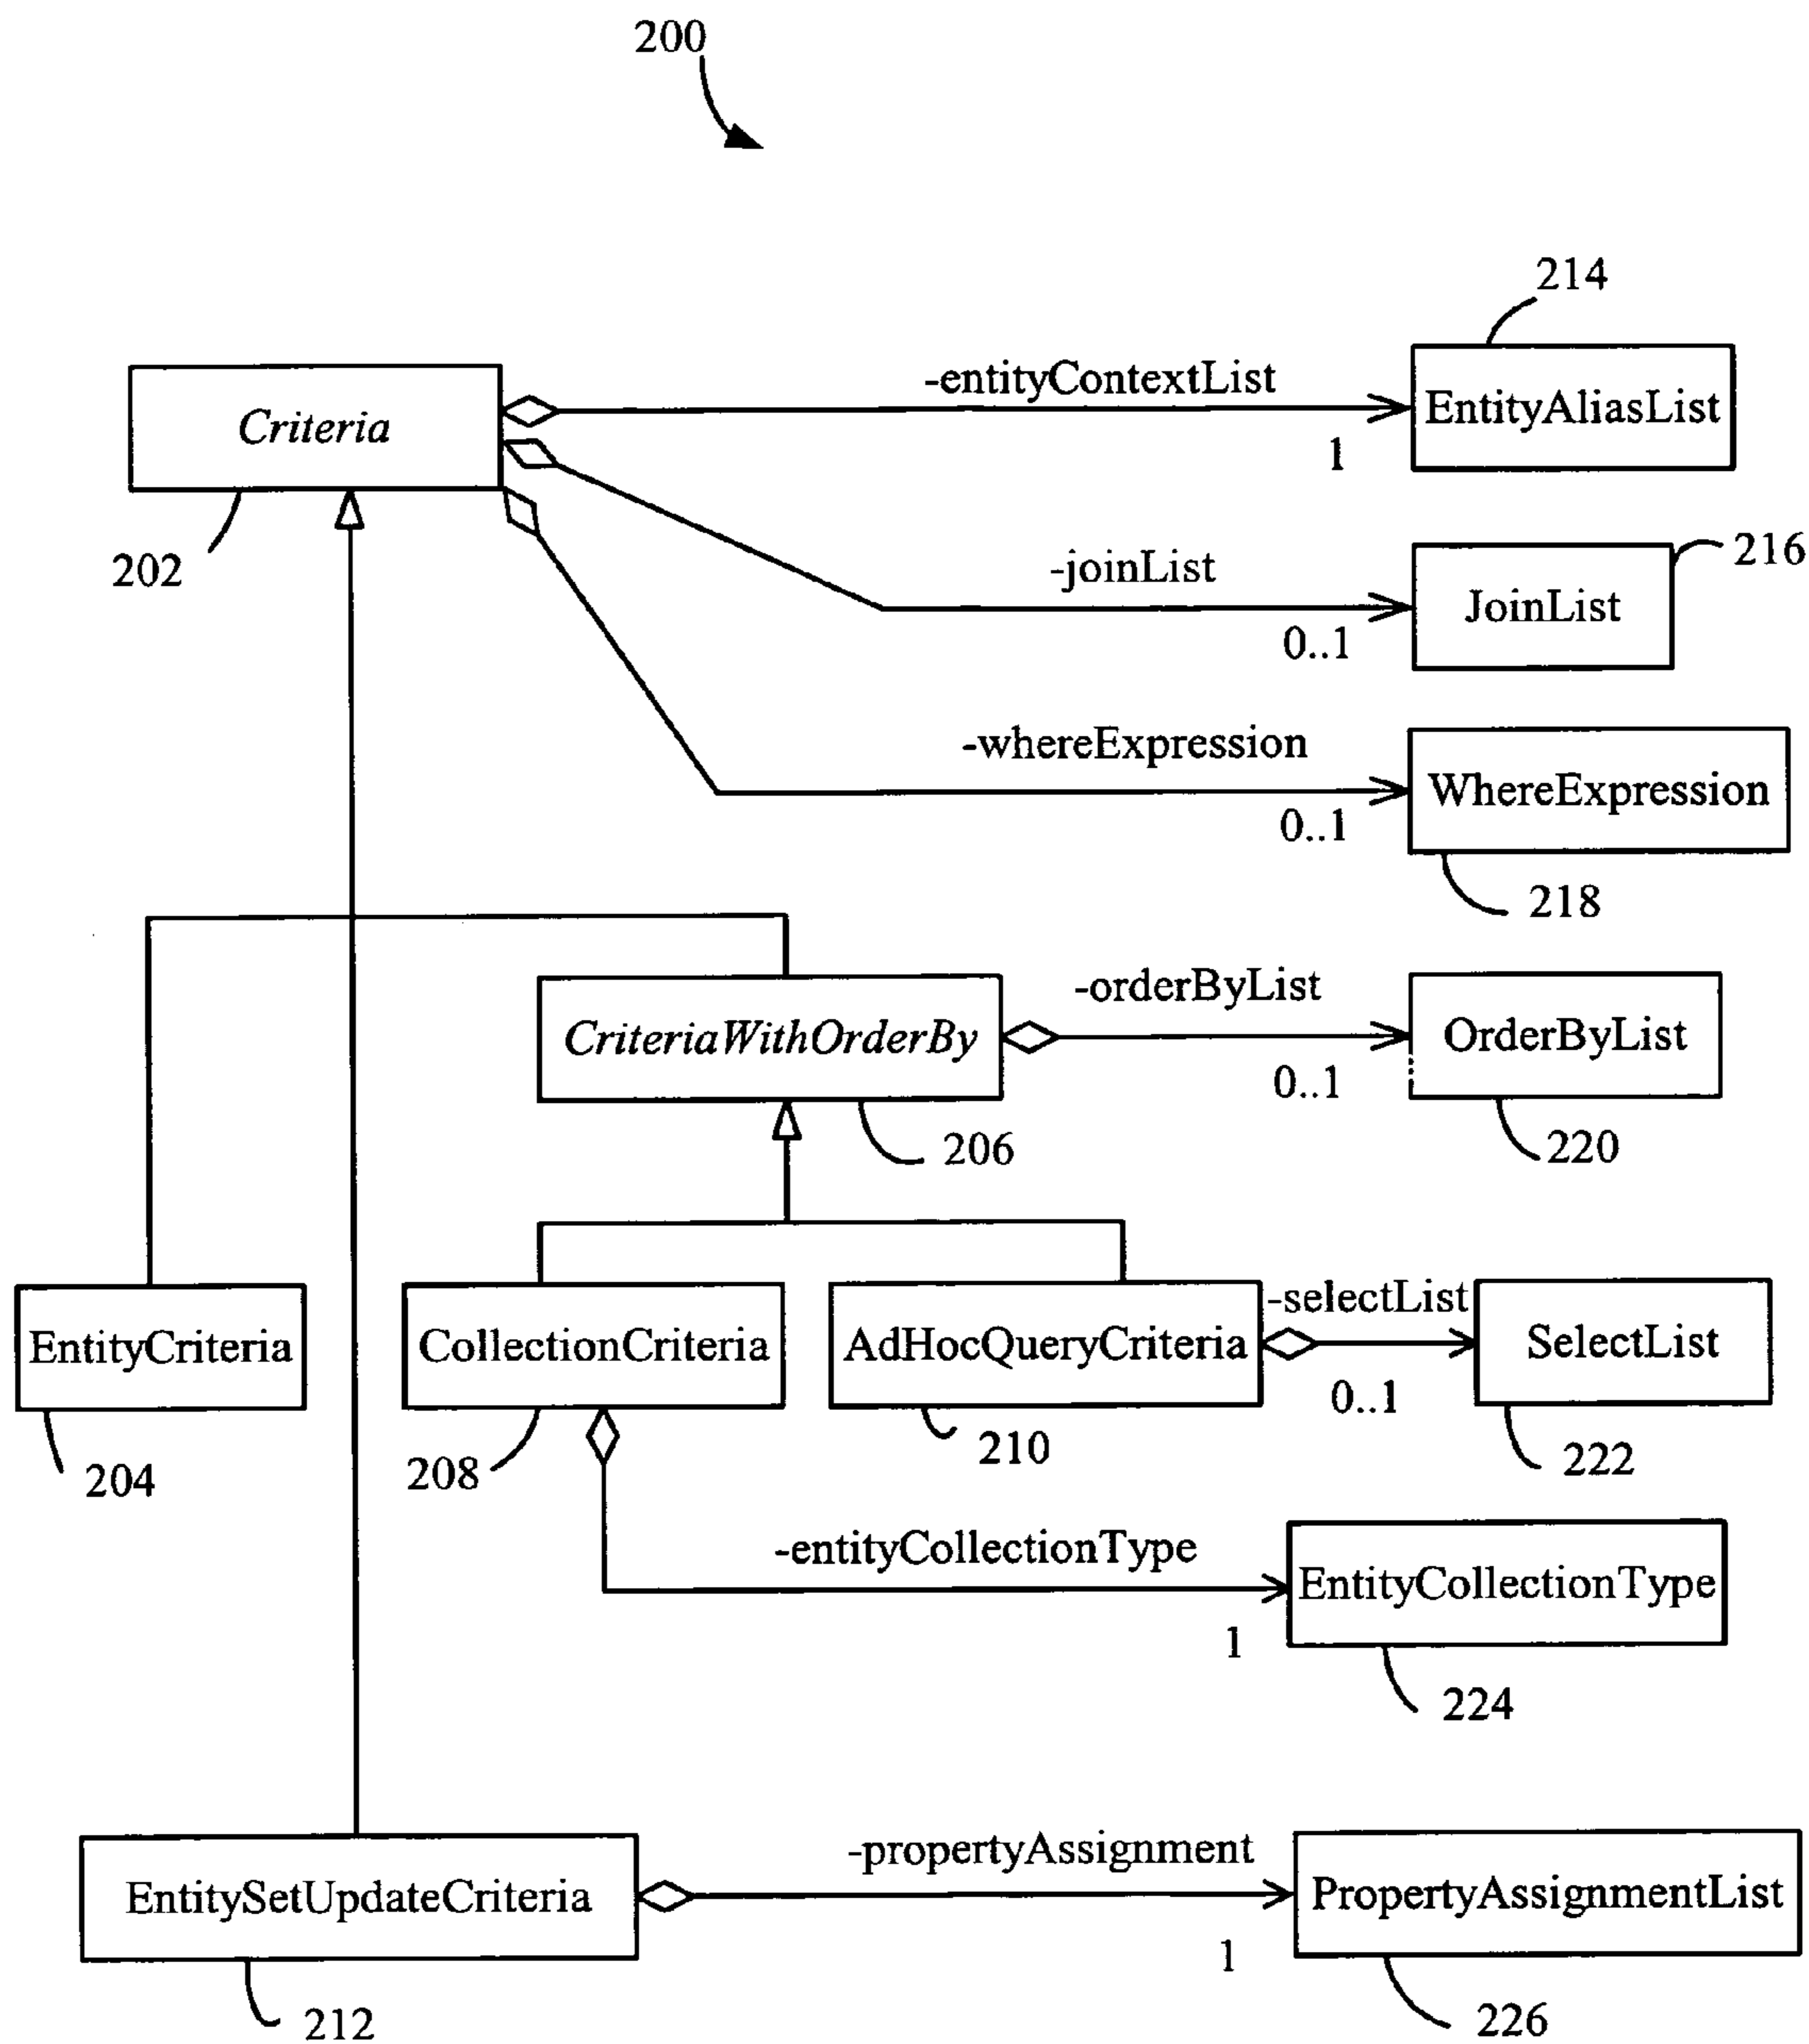 200
214
-entityContextList
EntityAliasList
Criteria
1
202
-joinList
216
JoinList
0..1
-whereExpression
WhereExpression
0..1
218
-orderByList
CriteriaWithOrderBy
OrderByList
0..1
206
220
-selectList
EntityCriteria
CollectionCriteria
AdHocQueryCriteria
SelectList
0..1
204
208
210
222
-entityCollectionType
EntityCollectionType
1
224
-propertyAssignment
EntitySetUpdateCriteria
PropertyAssignmentList
1
212
226